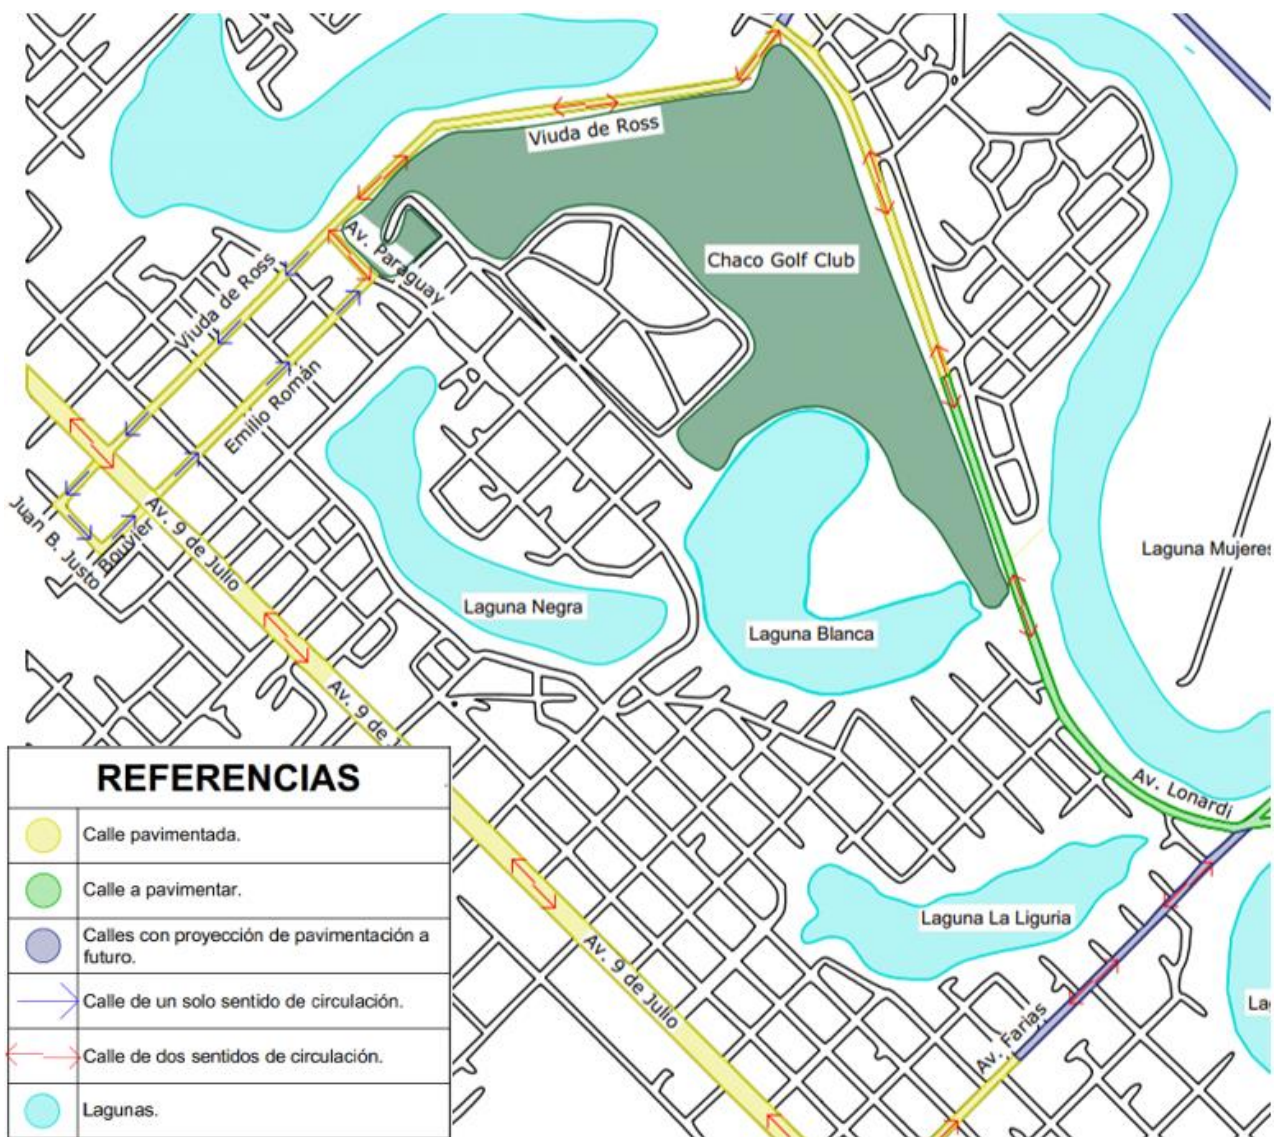 Viuda de Ross
Av. Paraguay
Chaco Golf Club
Viuda de Ross
Emilio Román
Juan B. Justo
Bouvier
Av. 9 de Julio
Laguna Mujeres
Laguna Negra
Laguna Blanca
Av. 9 de J
Av. Lonardi
Laguna La Liguria
Av. 9 de Julio
Av. Farias
La
REFERENCIAS
Calle pavimentada.
Calle a pavimentar.
Calles con proyección de pavimentación a
futuro.
Calle de un solo sentido de circulación.
Calle de dos sentidos de circulación.
Lagunas.